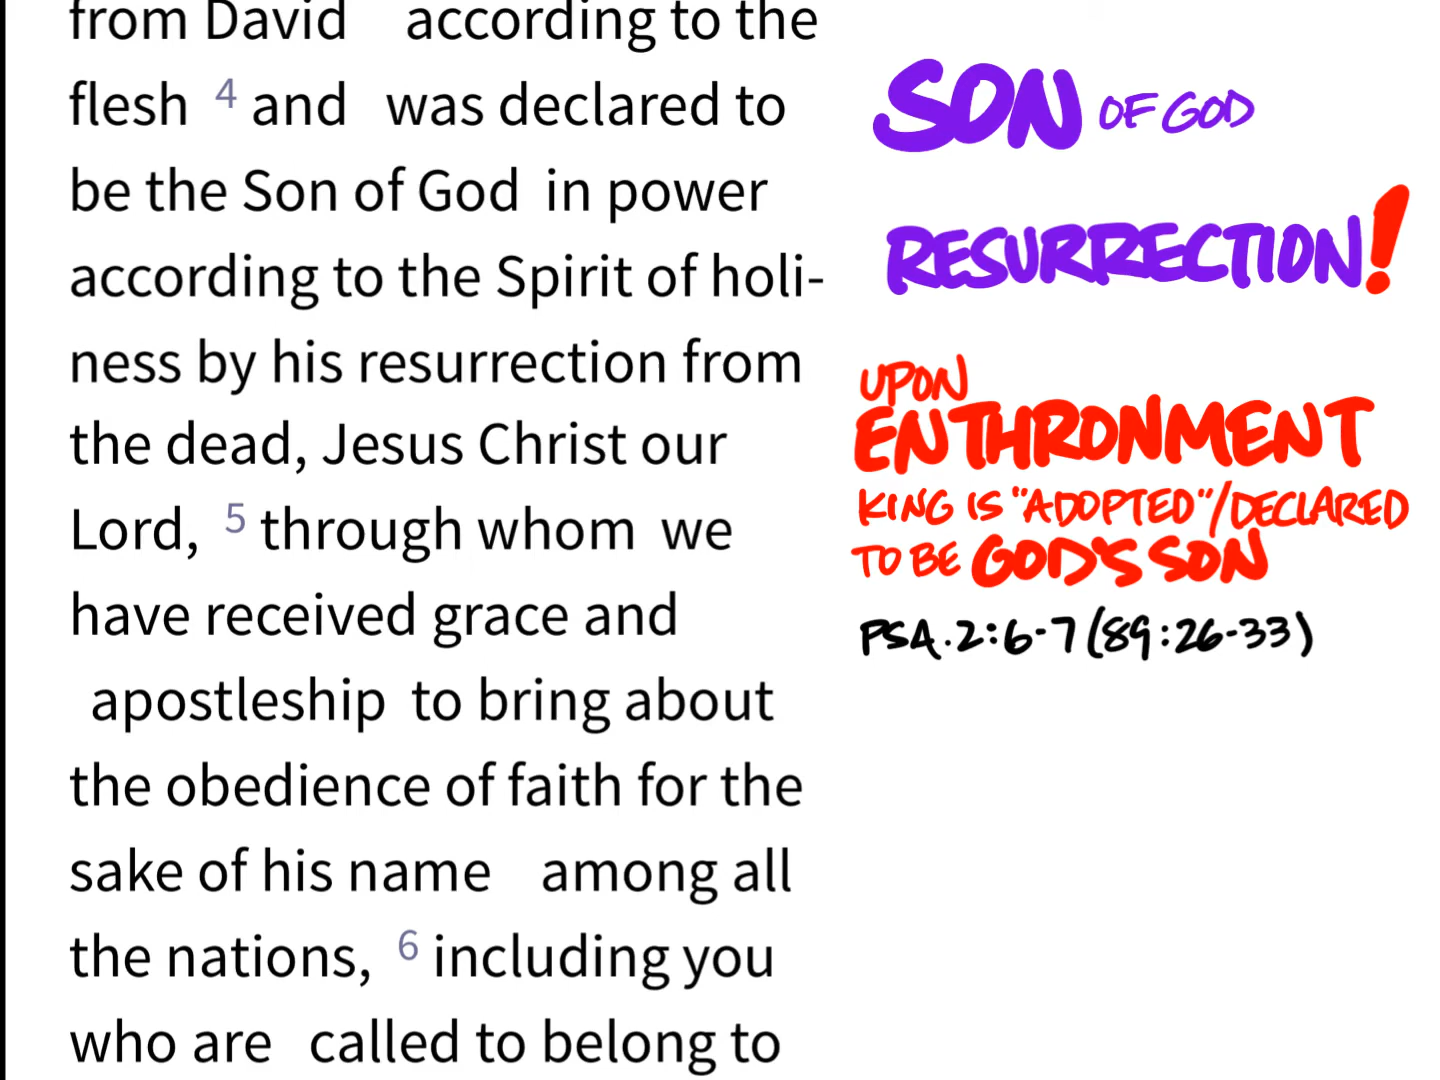 from David according to the
flesh 4 and was declared to
be the Son of God in power
according to the Spirit of holi-
ness by his resurrection from
the dead, Jesus Christ our
Lord, 5 through whom we
have received grace and
apostleship to bring about
the obedience of faith for the
sake of his name among all
the nations, 6 including you
who are called to belong to
SON OF GOD
RESURRECTION!
UPON
ENTHRONMENT
KING IS "ADOPTED"/DECLARED
TO BE GOD'S SON
PSA. 2:6-7 (89:26-33)